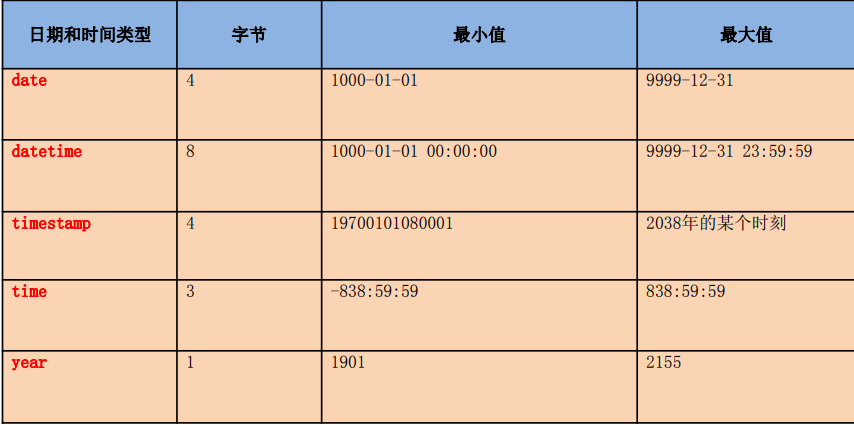 日期和时间类型 字节 最小值 最大值
date 4 1000-01-01 9999-12-31
datetime 8 1000-01-01 00:00:00 9999-12-31 23:59:59
timestamp 4 19700101080001 2038年的某个时刻
time 3 -838:59:59 838:59:59
year 1 1901 2155